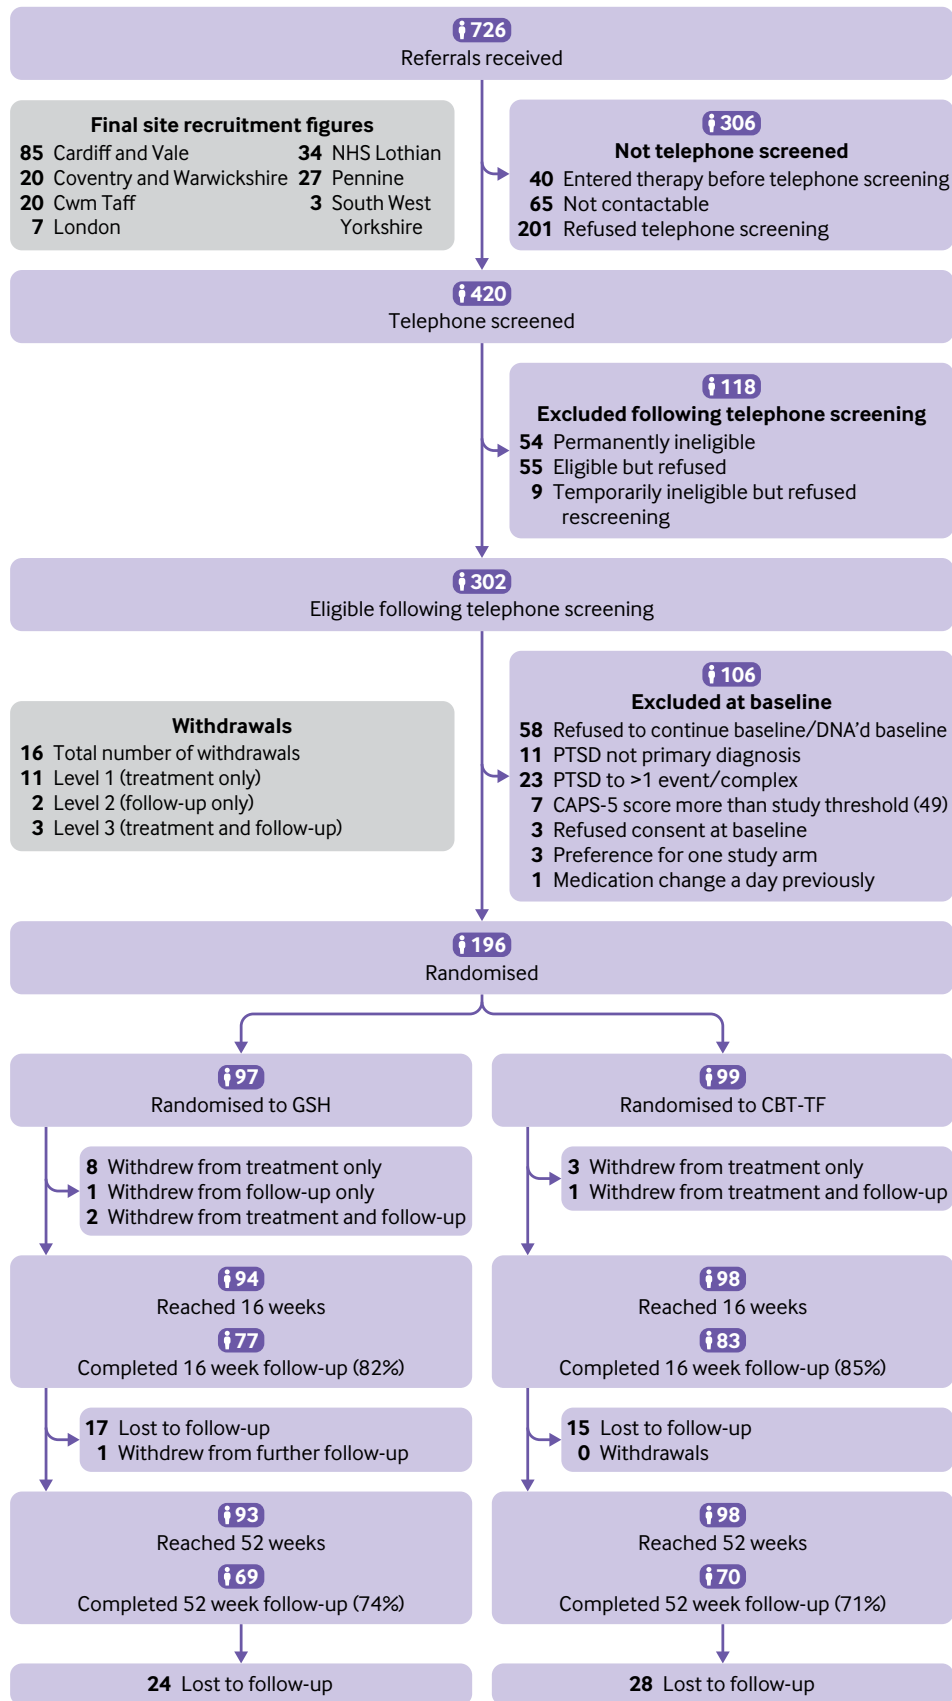 726
Referrals received
Final site recruitment figures
85 Cardiff and Vale
20 Coventry and Warwickshire
20 Cwm Taff
7 London
34 NHS Lothian
27 Pennine
3 South West
Yorkshire
306
Not telephone screened
40 Entered therapy before telephone screening
65 Not contactable
201 Refused telephone screening
420
Telephone screened
118
Excluded following telephone screening
54 Permanently ineligible
55 Eligible but refused
9 Temporarily ineligible but refused
rescreening
302
Eligible following telephone screening
Withdrawals
16 Total number of withdrawals
11 Level 1 (treatment only)
2 Level 2 (follow-up only)
3 Level 3 (treatment and follow-up)
106
Excluded at baseline
58 Refused to continue baseline/DNA'd baseline
11 PTSD not primary diagnosis
23 PTSD to >1 event/complex
7 CAPS-5 score more than study threshold (49)
3 Refused consent at baseline
3 Preference for one study arm
1 Medication change a day previously
196
Randomised
97
Randomised to GSH
8 Withdrew from treatment only
1 Withdrew from follow-up only
2 Withdrew from treatment and follow-up
94
Reached 16 weeks
77
Completed 16 week follow-up (82%)
17 Lost to follow-up
1 Withdrew from further follow-up
93
Reached 52 weeks
69
Completed 52 week follow-up (74%)
24 Lost to follow-up
99
Randomised to CBT-TF
3 Withdrew from treatment only
1 Withdrew from treatment and follow-up
98
Reached 16 weeks
83
Completed 16 week follow-up (85%)
15 Lost to follow-up
0 Withdrawals
98
Reached 52 weeks
70
Completed 52 week follow-up (71%)
28 Lost to follow-up